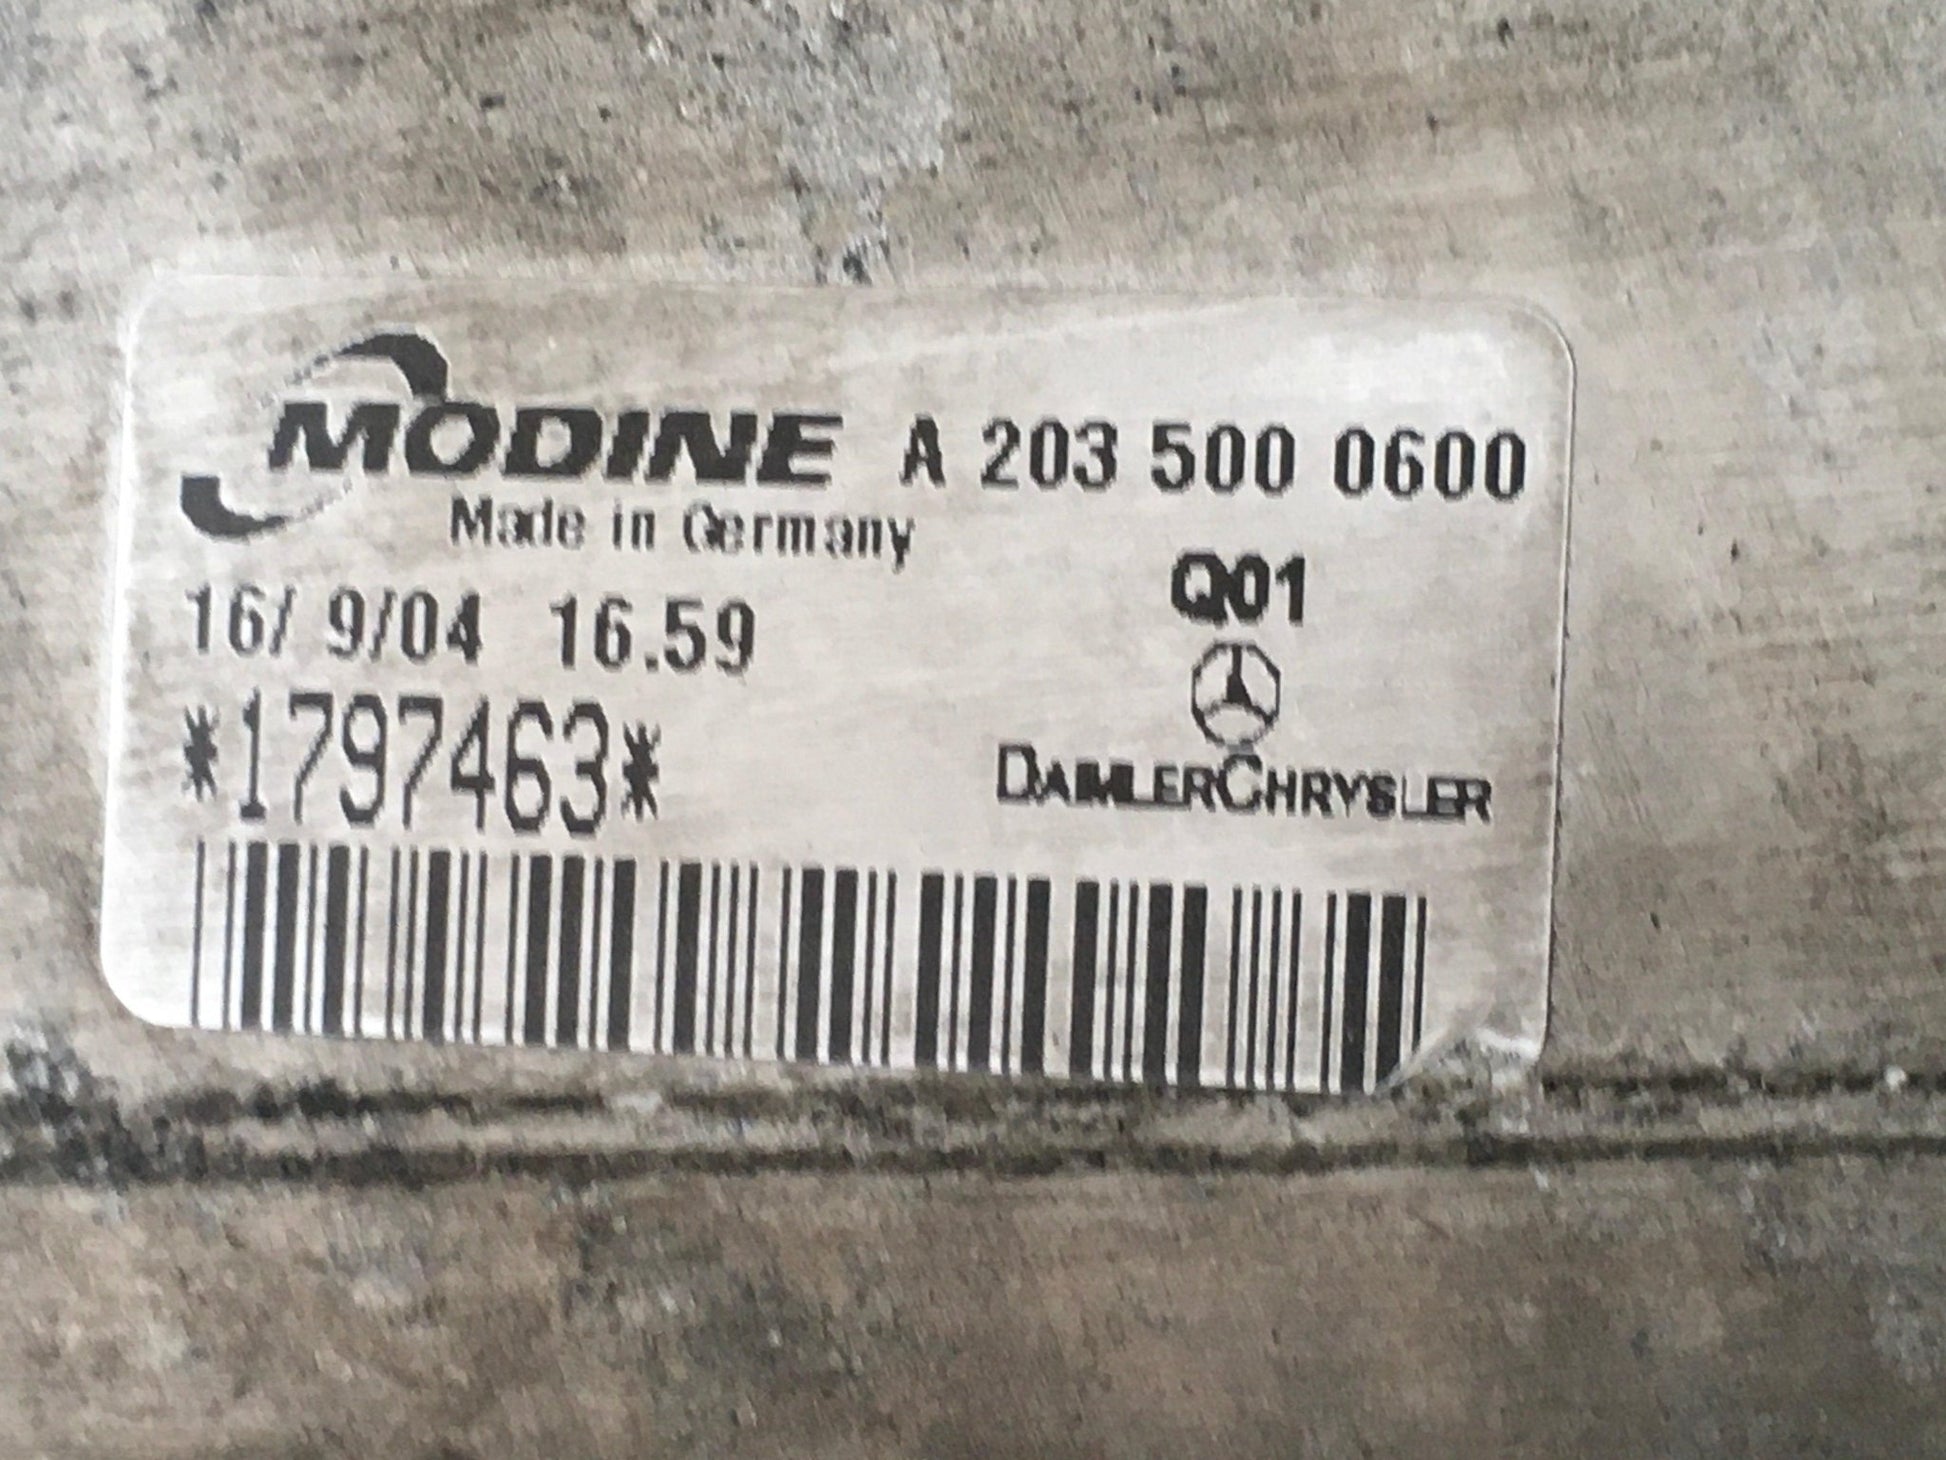 MODINE A 203 500 0600
Made in Germany
Q01
16/ 9/04 16.59
*1797463*
DAIMLERCHRYSLER